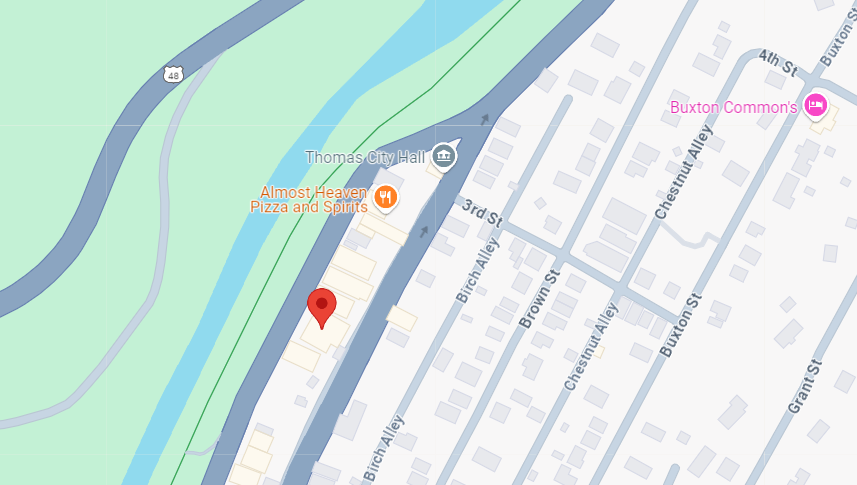 Buxton St
4th St
48
Buxton Common's
Chestnut Alley
Thomas City Hall
Almost Heaven
Pizza and Spirits
3rd St
Birch Alley
Brown St
Chestnut Alley
Buxton St
Grant St
Birch Alley